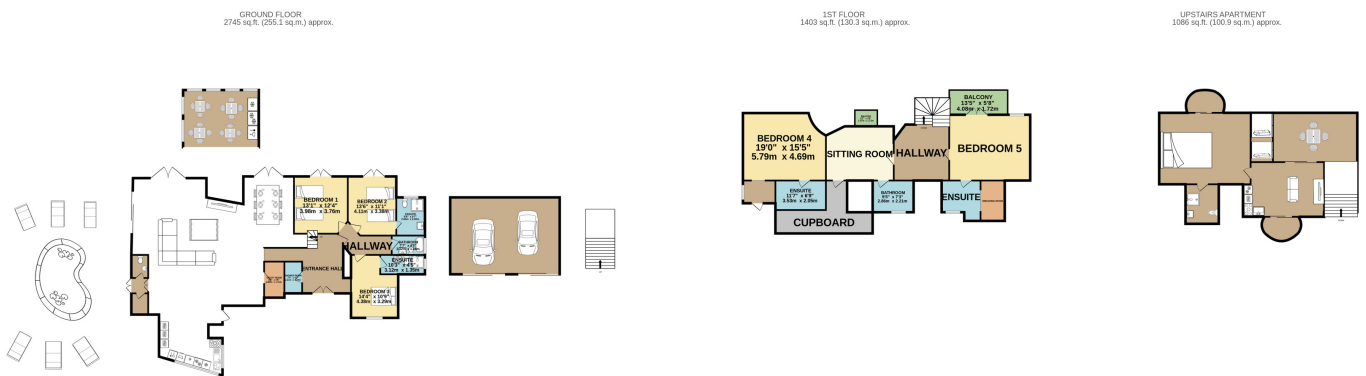 GROUND FLOOR
2745 sq.ft. (255.1 sq.m.) approx.
BEDROOM 1
13'1" x 12'4"
3.98m x 3.76m
BEDROOM 2
13'6" x 11'1"
4.11m x 3.38m
HALLWAY
BATHROOM
ENSUITE
10'3" x 4'5"
3.12m x 1.35m
ENTRANCE HALL
BEDROOM 3
14'4" x 10'9"
4.38m x 3.29m
1ST FLOOR
1403 sq.ft. (130.3 sq.m.) approx.
BALCONY
13'5" x 5'8"
4.08m x 1.72m
BEDROOM 4
19'0" x 15'5"
5.79m x 4.69m
SITTING ROOM
HALLWAY
BEDROOM 5
ENSUITE
11'7" x 6'9"
3.53m x 2.05m
BATHROOM
ENSUITE
CUPBOARD
UPSTAIRS APARTMENT
1086 sq.ft. (100.9 sq.m.) approx.